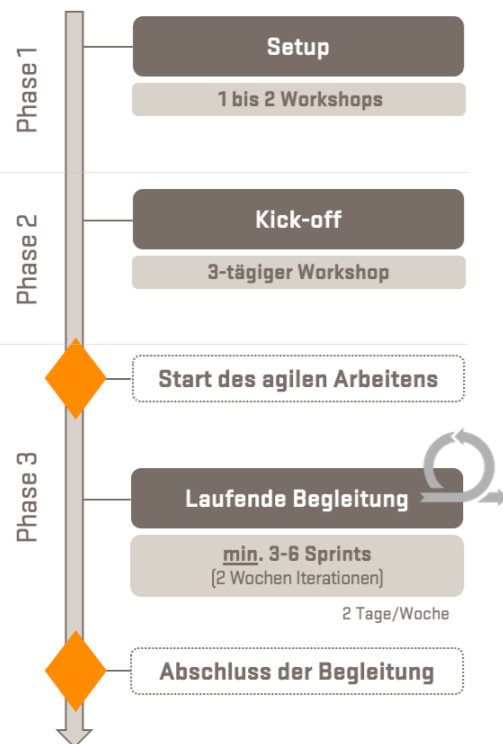 Phase 1
Setup
1 bis 2 Workshops
Phase 2
Kick-off
3-tägiger Workshop
Start des agilen Arbeitens
Phase 3
Laufende Begleitung
min. 3-6 Sprints
(2 Wochen Iterationen)
2 Tage/Woche
Abschluss der Begleitung